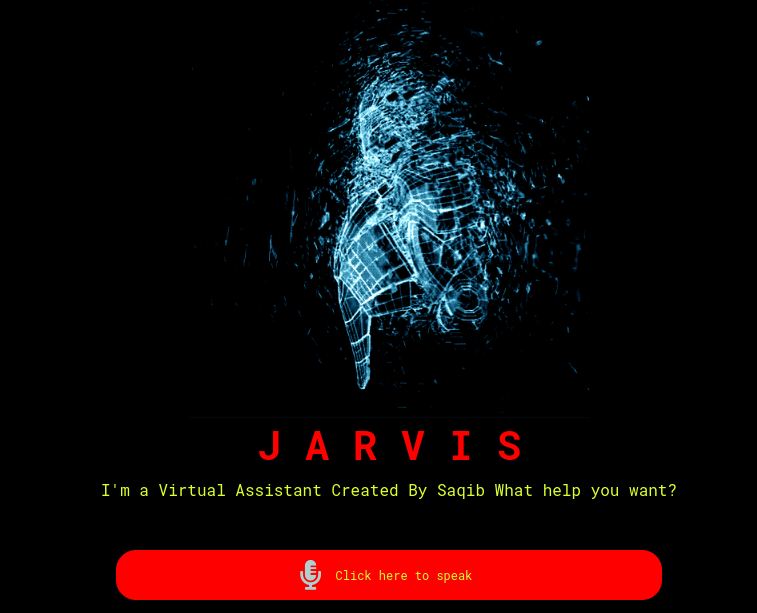 J A R V I S
I'm a Virtual Assistant Created By Saqib What help you want?
Click here to speak